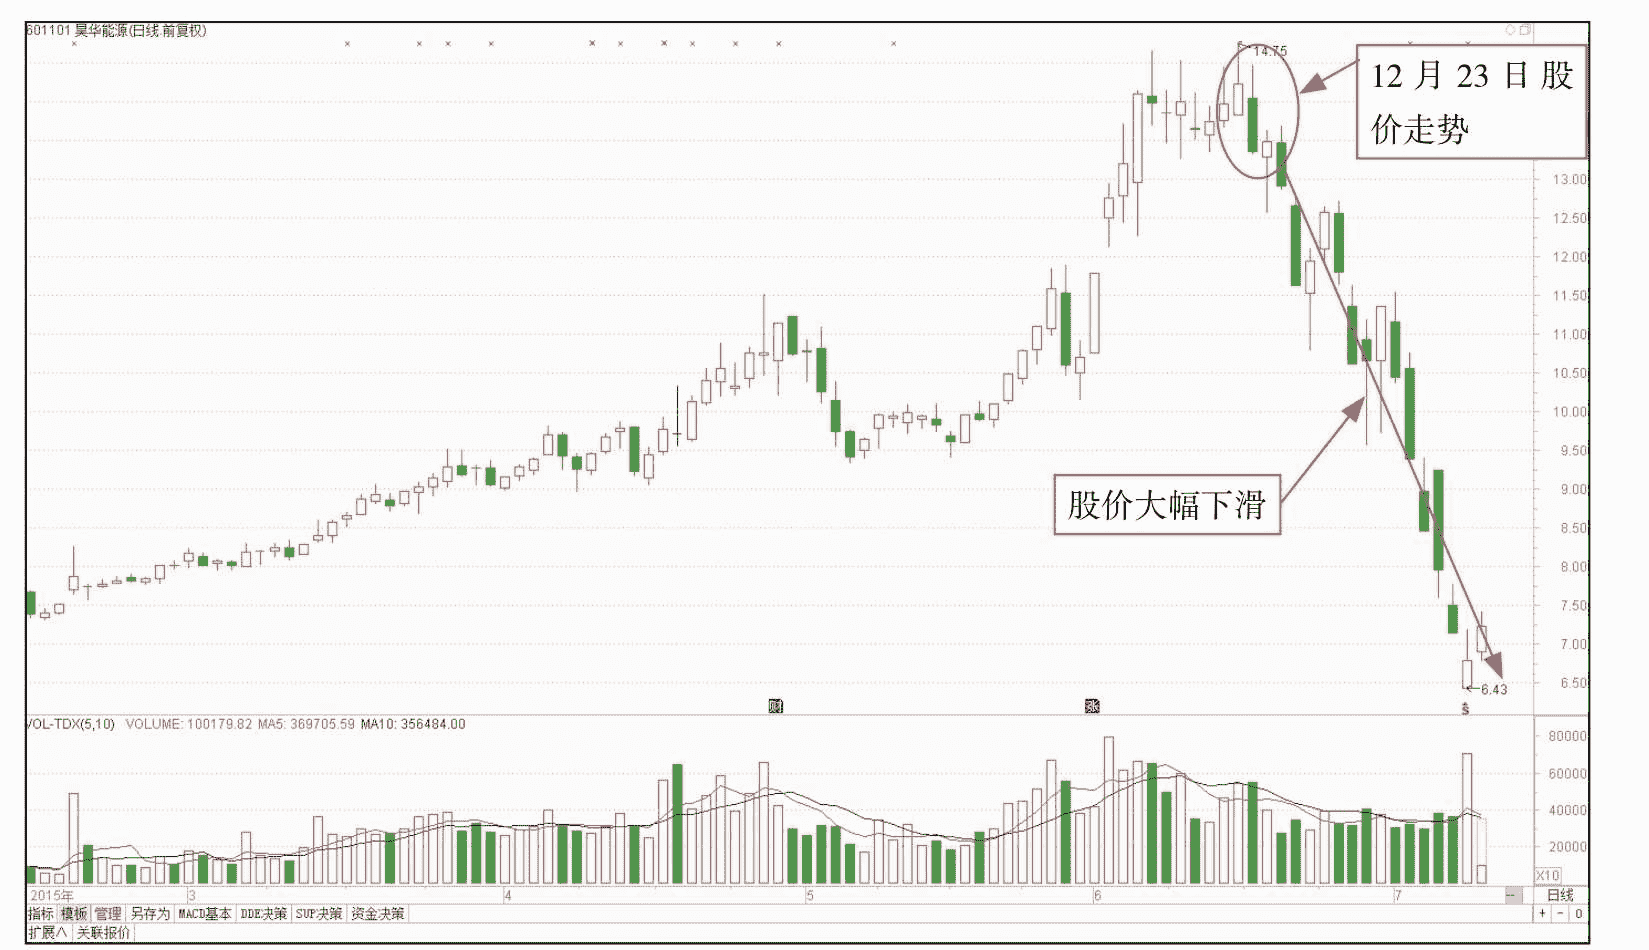 601101 昊华能源(日线.前复权)
14.75
12 月 23 日 股
价走势
13.00
12.50
12.00
11.50
11.00
10.50
10.00
9.50
9.00
股价大幅下滑
8.50
8.00
7.50
7.00
6.50
6.43
财
涨
$
VOL-TDX(5,10) VOLUME: 100179.82 MA5: 369705.59 MA10: 356484.00
80000
60000
40000
20000
X10
2015年 3 4 5 6 7 日线
指标 模板 管理 另存为 MACD基本 DDE决策 SUP决策 资金决策 + - 0
扩展∧ 关联报价